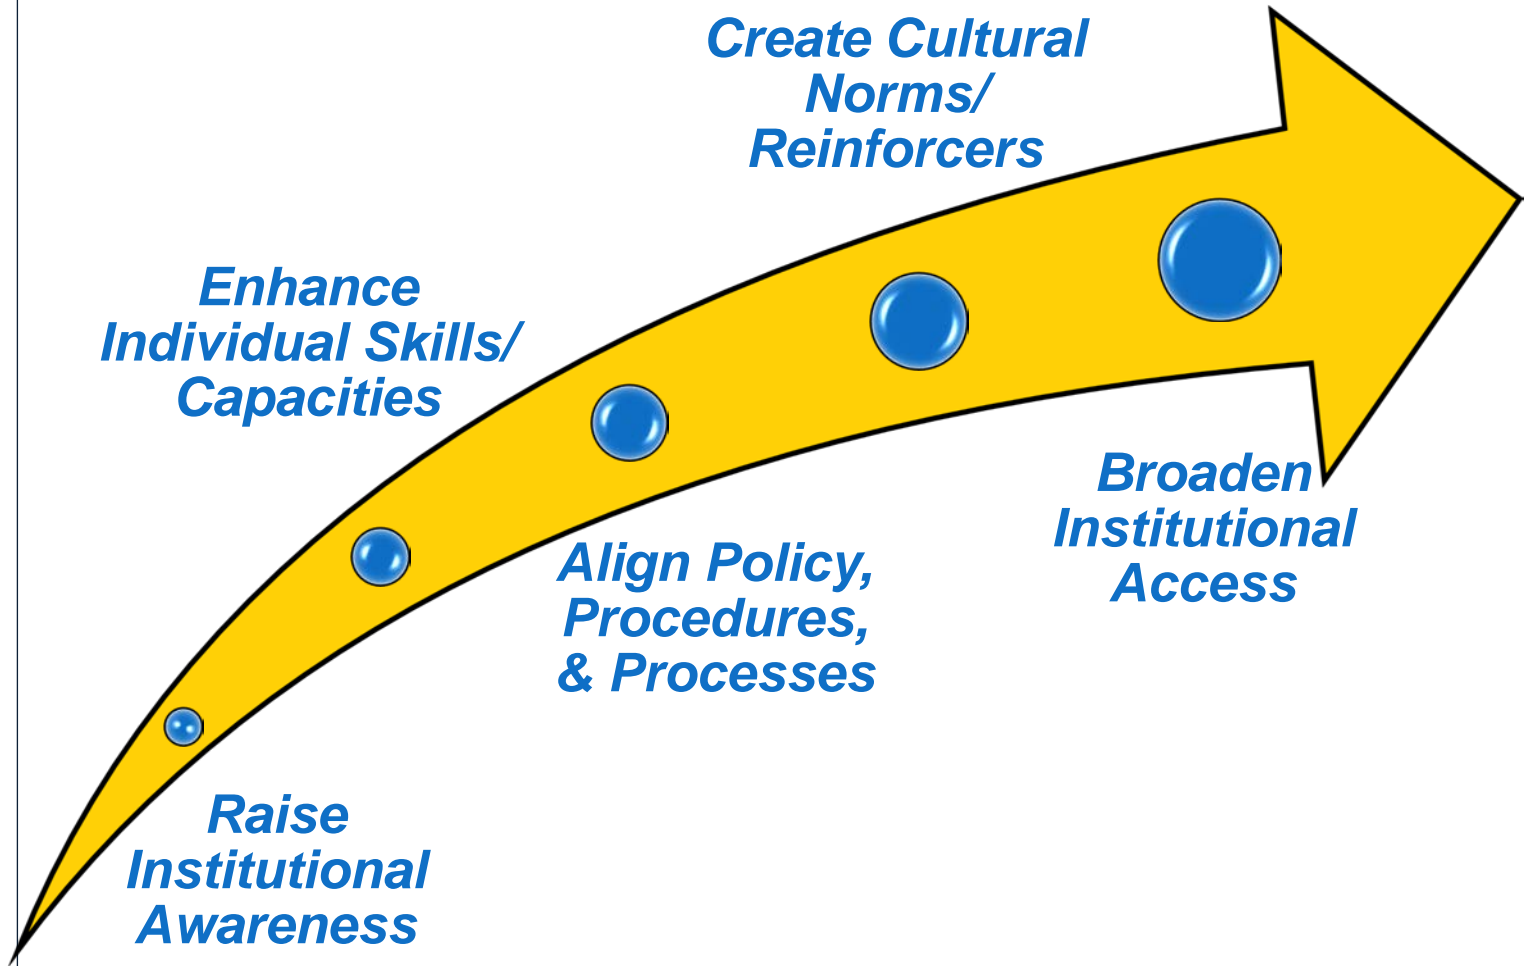 Create Cultural
Norms/
Reinforcers
Enhance
Individual Skills/
Capacities
Broaden
Institutional
Access
Align Policy,
Procedures,
& Processes
Raise
Institutional
Awareness